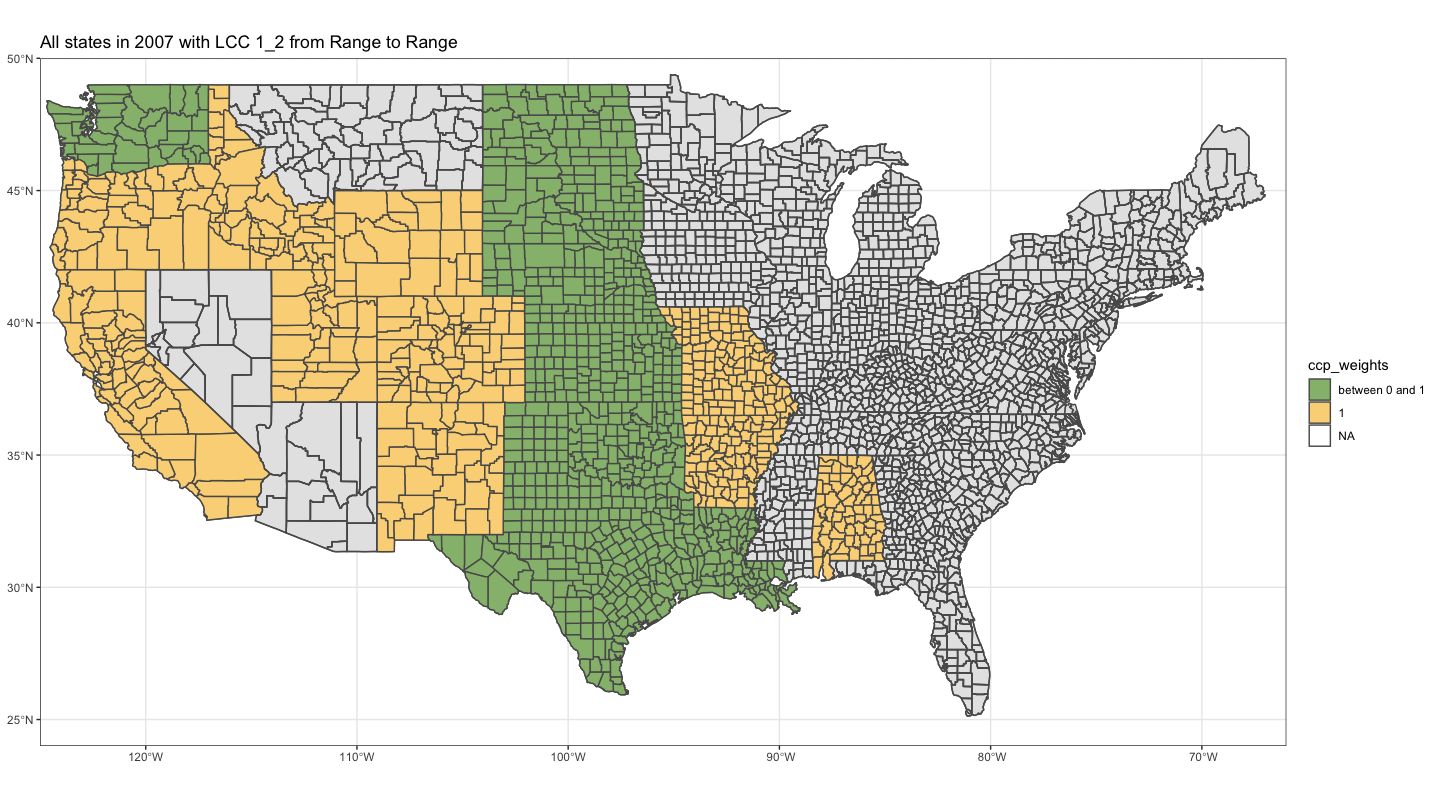 All states in 2007 with LCC 1_2 from Range to Range
50°N
45°N
40°N
35°N
30°N
25°N
120°W
110°W
100°W
90°W
80°W
70°W
ccp_weights
between 0 and 1
1
NA